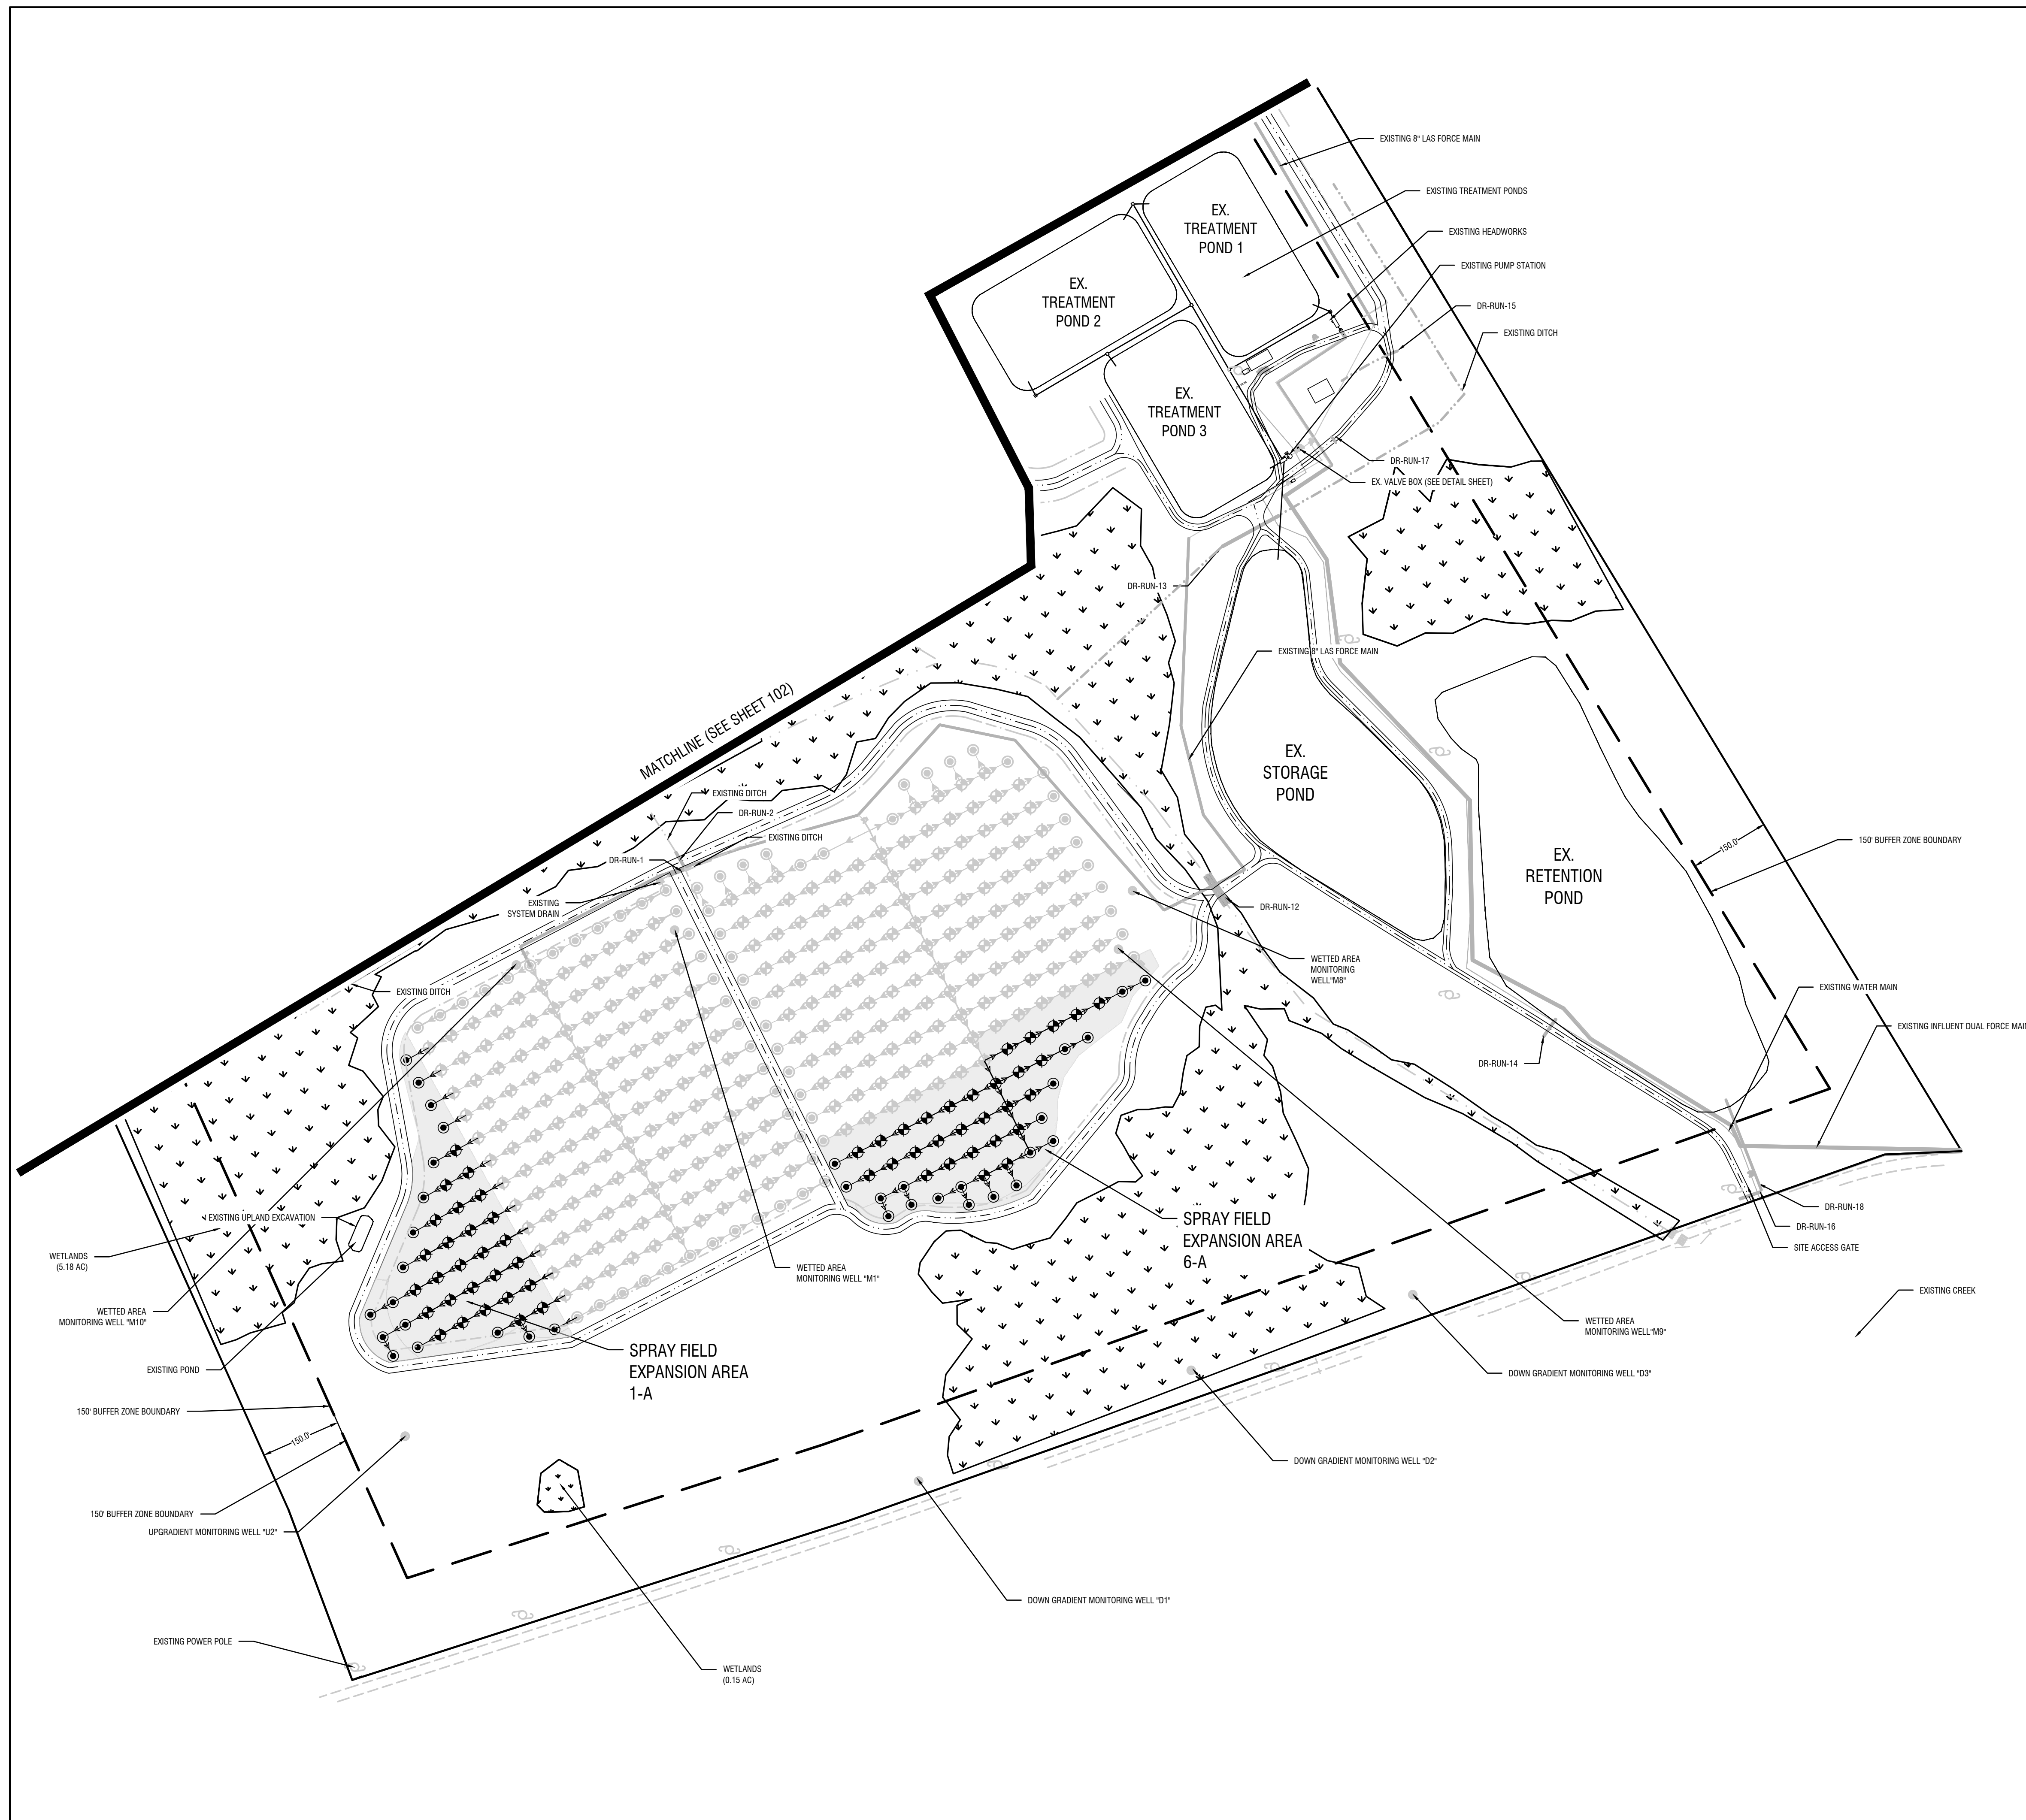 EXISTING 8" LAS FORCE MAIN
EXISTING TREATMENT PONDS
EX.
TREATMENT
POND 1
EXISTING HEADWORKS
EXISTING PUMP STATION
EX.
TREATMENT
POND 2
DR-RUN-15
EXISTING DITCH
EX.
TREATMENT
POND 3
DR-RUN-17
EX. VALVE BOX (SEE DETAIL SHEET)
DR-RUN-13
EXISTING 8" LAS FORCE MAIN
MATCHLINE (SEE SHEET 102)
EX.
STORAGE
POND
EXISTING DITCH
DR-RUN-2
EXISTING DITCH
150.0'
150' BUFFER ZONE BOUNDARY
DR-RUN-1
EX.
RETENTION
POND
EXISTING
SYSTEM DRAIN
DR-RUN-12
WETTED AREA
MONITORING
WELL"M8"
EXISTING DITCH
EXISTING WATER MAIN
EXISTING INFLUENT DUAL FORCE MAIN
DR-RUN-14
DR-RUN-18
EXISTING UPLAND EXCAVATION
SPRAY FIELD
EXPANSION AREA
6-A
DR-RUN-16
SITE ACCESS GATE
WETLANDS
(5.18 AC)
WETTED AREA
MONITORING WELL "M1"
EXISTING CREEK
WETTED AREA
MONITORING WELL "M10"
WETTED AREA
MONITORING WELL"M9"
SPRAY FIELD
EXPANSION AREA
1-A
EXISTING POND
DOWN GRADIENT MONITORING WELL "D3"
150' BUFFER ZONE BOUNDARY
150.0'
DOWN GRADIENT MONITORING WELL "D2"
150' BUFFER ZONE BOUNDARY
UPGRADIENT MONITORING WELL "U2"
DOWN GRADIENT MONITORING WELL "D1"
EXISTING POWER POLE
WETLANDS
(0.15 AC)